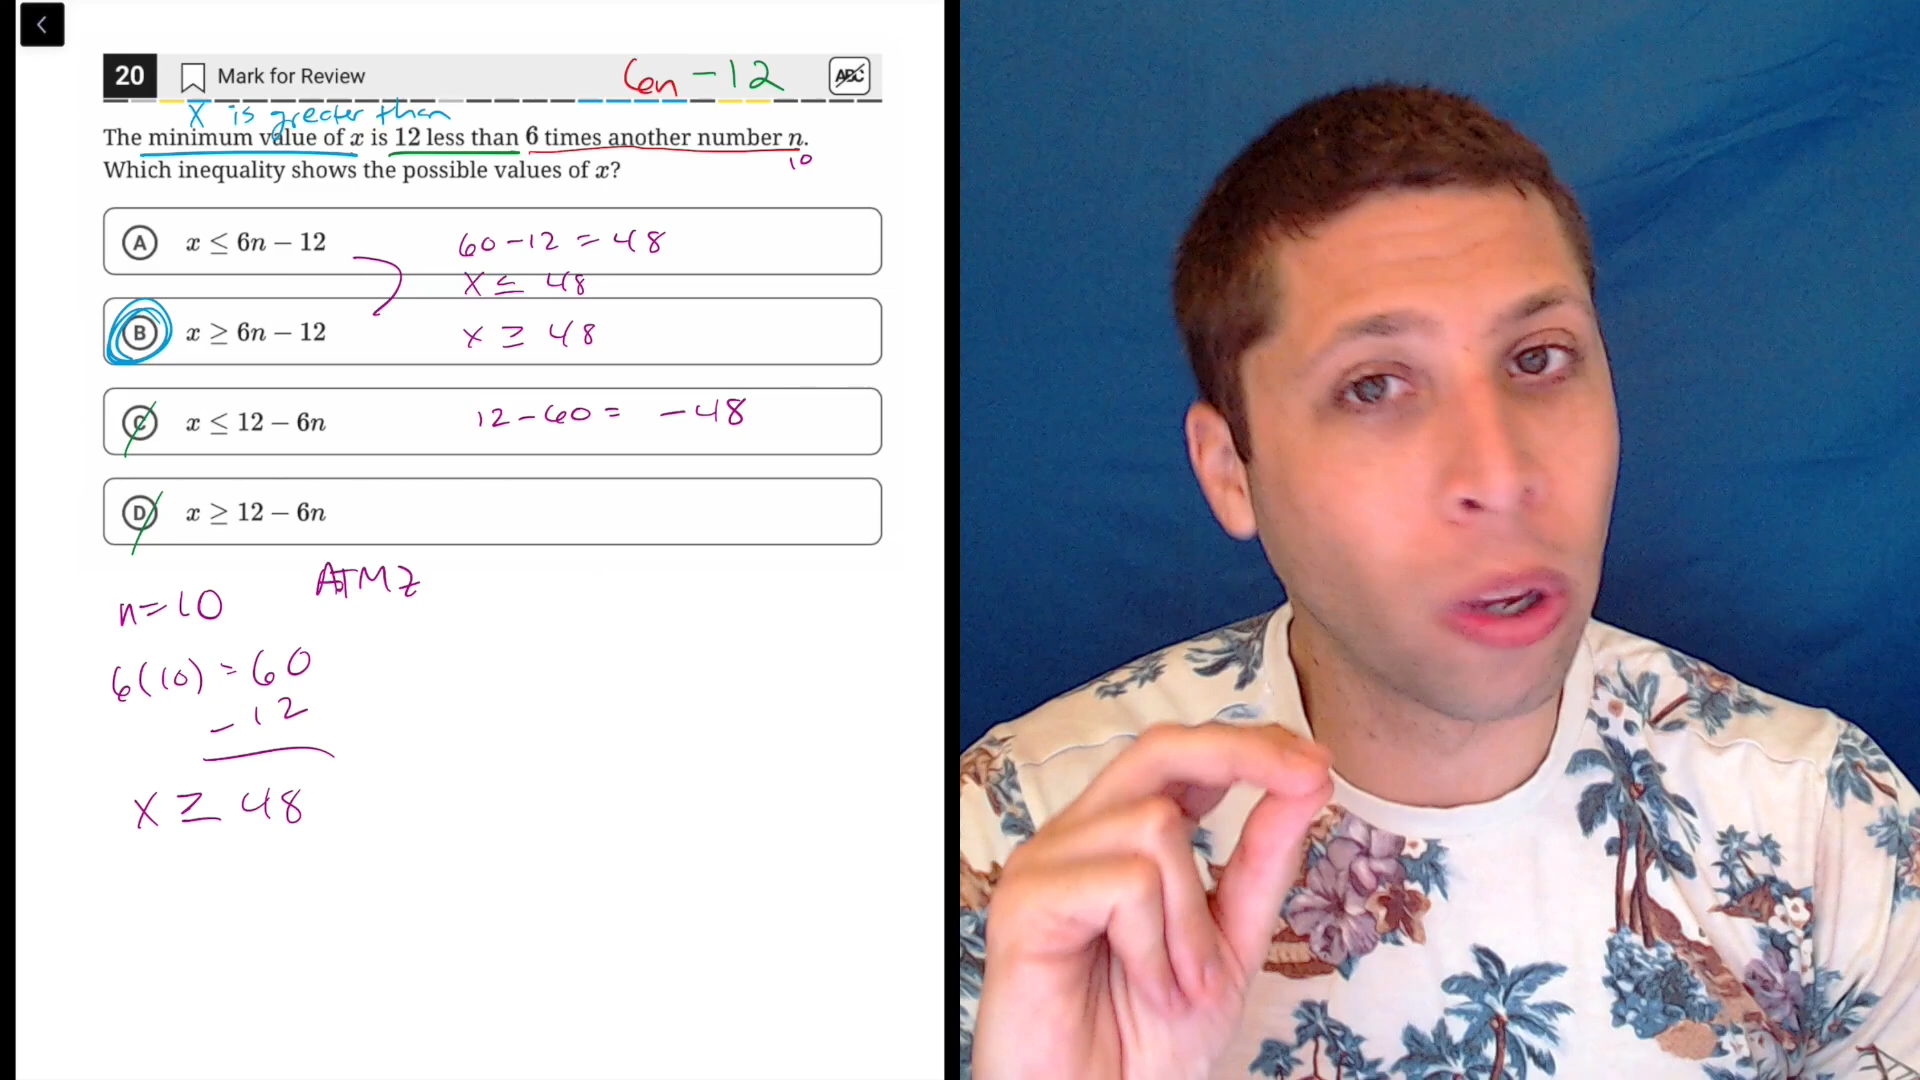 20 Mark for Review 6n - 12 ABC
X is greater than
The minimum value of x is 12 less than 6 times another number n.
10
Which inequality shows the possible values of x?
A x ≤ 6n − 12 60 - 12 = 48
x ≤ 48
B x ≥ 6n − 12 x ≥ 48
C x ≤ 12 − 6n 12 - 60 = -48
D x ≥ 12 − 6n
n = 10
6(10) = 60
- 12
x ≥ 48